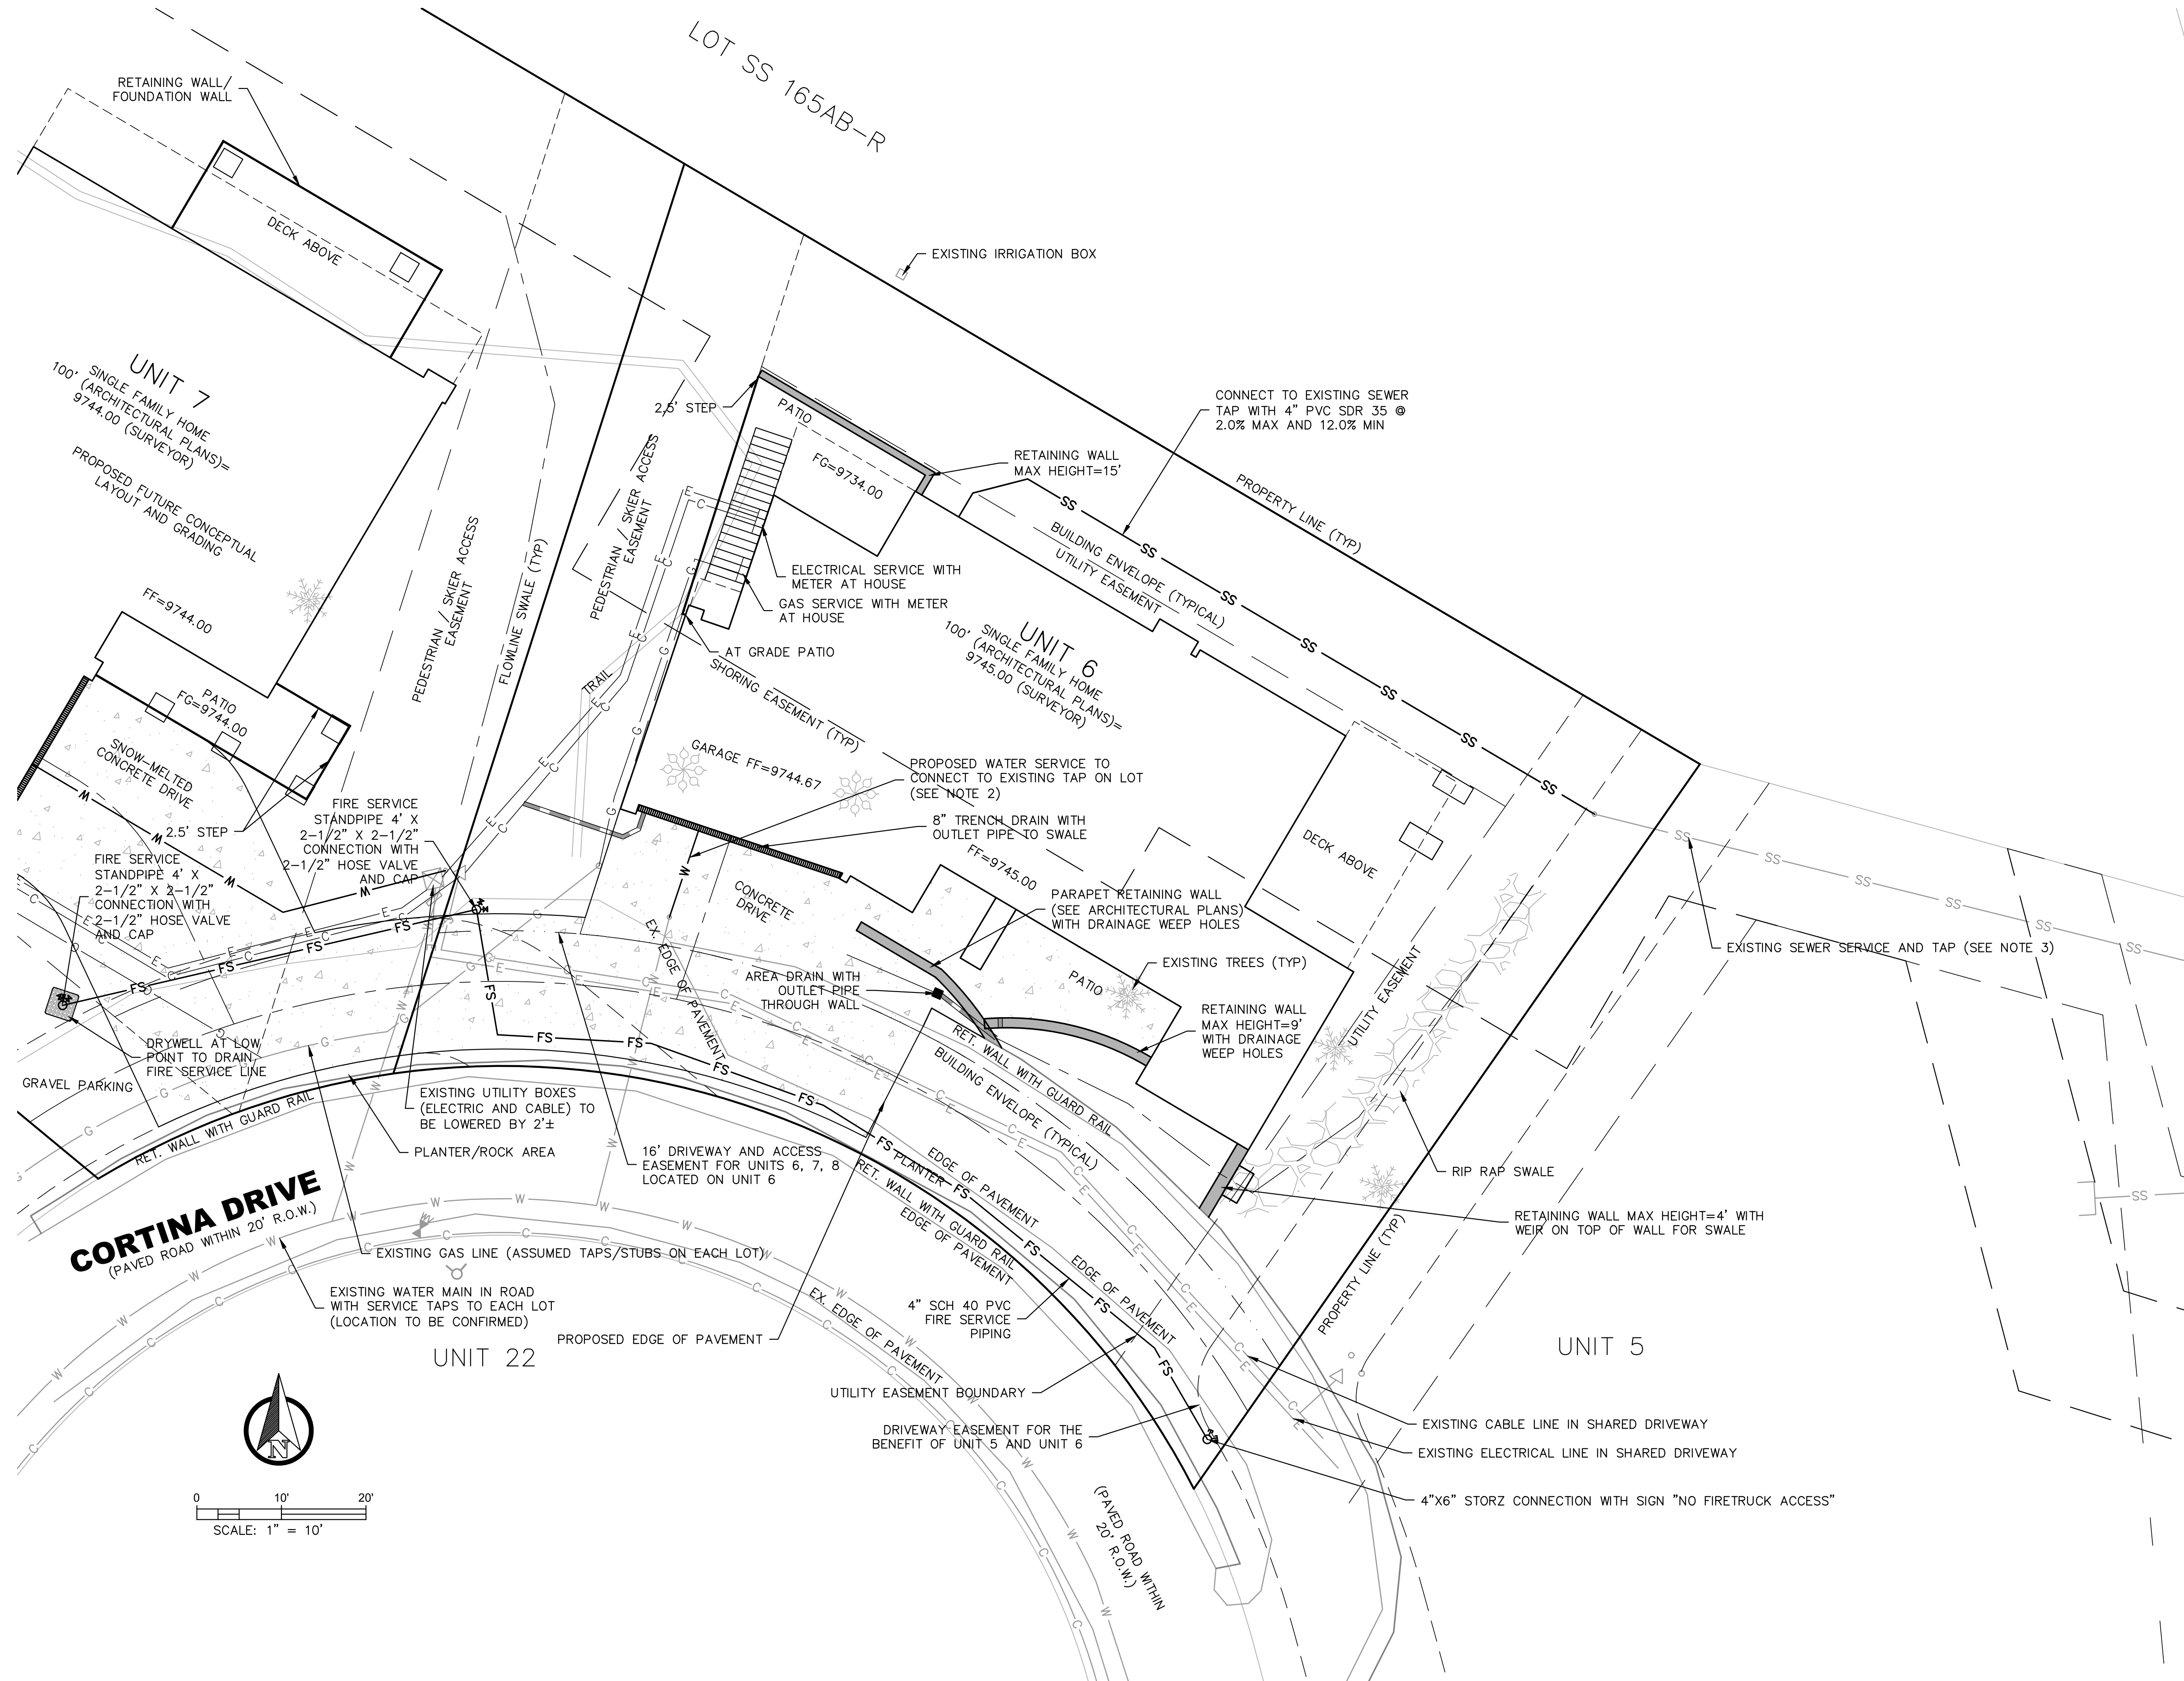 LOT SS 165AB-R
RETAINING WALL/
FOUNDATION WALL
DECK ABOVE
EXISTING IRRIGATION BOX
UNIT 7
SINGLE FAMILY HOME
100' (ARCHITECTURAL PLANS)=
9744.00 (SURVEYOR)
PROPOSED FUTURE CONCEPTUAL
LAYOUT AND GRADING
FF=9744.00
PATIO
FG=9744.00
SNOW-MELTED
CONCRETE DRIVE
2.5' STEP
PEDESTRIAN / SKIER ACCESS
EASEMENT
FLOWLINE SWALE (TYP)
PEDESTRIAN / SKIER ACCESS
EASEMENT
TRAIL
2.5' STEP
PATIO
FG=9734.00
RETAINING WALL
MAX HEIGHT=15'
CONNECT TO EXISTING SEWER
TAP WITH 4" PVC SDR 35 @
2.0% MAX AND 12.0% MIN
PROPERTY LINE (TYP)
BUILDING ENVELOPE (TYPICAL)
UTILITY EASEMENT
ELECTRICAL SERVICE WITH
METER AT HOUSE
GAS SERVICE WITH METER
AT HOUSE
AT GRADE PATIO
SHORING EASEMENT (TYP)
UNIT 6
SINGLE FAMILY HOME
100' (ARCHITECTURAL PLANS)=
9745.00 (SURVEYOR)
GARAGE FF=9744.67
PROPOSED WATER SERVICE TO
CONNECT TO EXISTING TAP ON LOT
(SEE NOTE 2)
8" TRENCH DRAIN WITH
OUTLET PIPE TO SWALE
FF=9745.00
DECK ABOVE
PARAPET RETAINING WALL
(SEE ARCHITECTURAL PLANS)
WITH DRAINAGE WEEP HOLES
CONCRETE
DRIVE
EX. EDGE OF PAVEMENT
AREA DRAIN WITH
OUTLET PIPE
THROUGH WALL
EXISTING TREES (TYP)
PATIO
RETAINING WALL
MAX HEIGHT=9'
WITH DRAINAGE
WEEP HOLES
UTILITY EASEMENT
EXISTING SEWER SERVICE AND TAP (SEE NOTE 3)
FIRE SERVICE
STANDPIPE 4' X
2-1/2" X 2-1/2"
CONNECTION WITH
2-1/2" HOSE VALVE
AND CAP
FIRE SERVICE
STANDPIPE 4' X
2-1/2" X 2-1/2"
CONNECTION WITH
2-1/2" HOSE VALVE
AND CAP
DRYWELL AT LOW
POINT TO DRAIN
FIRE SERVICE LINE
GRAVEL PARKING
RET. WALL WITH GUARD RAIL
EXISTING UTILITY BOXES
(ELECTRIC AND CABLE) TO
BE LOWERED BY 2'±
PLANTER/ROCK AREA
16' DRIVEWAY AND ACCESS
EASEMENT FOR UNITS 6, 7, 8
LOCATED ON UNIT 6
RET. WALL WITH GUARD RAIL
BUILDING ENVELOPE (TYPICAL)
EDGE OF PAVEMENT
PLANTER
RET. WALL WITH GUARD RAIL
EDGE OF PAVEMENT
EDGE OF PAVEMENT
RIP RAP SWALE
RETAINING WALL MAX HEIGHT=4' WITH
WEIR ON TOP OF WALL FOR SWALE
PROPERTY LINE (TYP)
CORTINA DRIVE
(PAVED ROAD WITHIN 20' R.O.W.)
EXISTING GAS LINE (ASSUMED TAPS/STUBS ON EACH LOT)
EXISTING WATER MAIN IN ROAD
WITH SERVICE TAPS TO EACH LOT
(LOCATION TO BE CONFIRMED)
EX. EDGE OF PAVEMENT
4" SCH 40 PVC
FIRE SERVICE
PIPING
PROPOSED EDGE OF PAVEMENT
UNIT 22
UNIT 5
UTILITY EASEMENT BOUNDARY
DRIVEWAY EASEMENT FOR THE
BENEFIT OF UNIT 5 AND UNIT 6
EXISTING CABLE LINE IN SHARED DRIVEWAY
EXISTING ELECTRICAL LINE IN SHARED DRIVEWAY
4"X6" STORZ CONNECTION WITH SIGN "NO FIRETRUCK ACCESS"
(PAVED ROAD WITHIN
20' R.O.W.)
N
0 10' 20'
SCALE: 1" = 10'